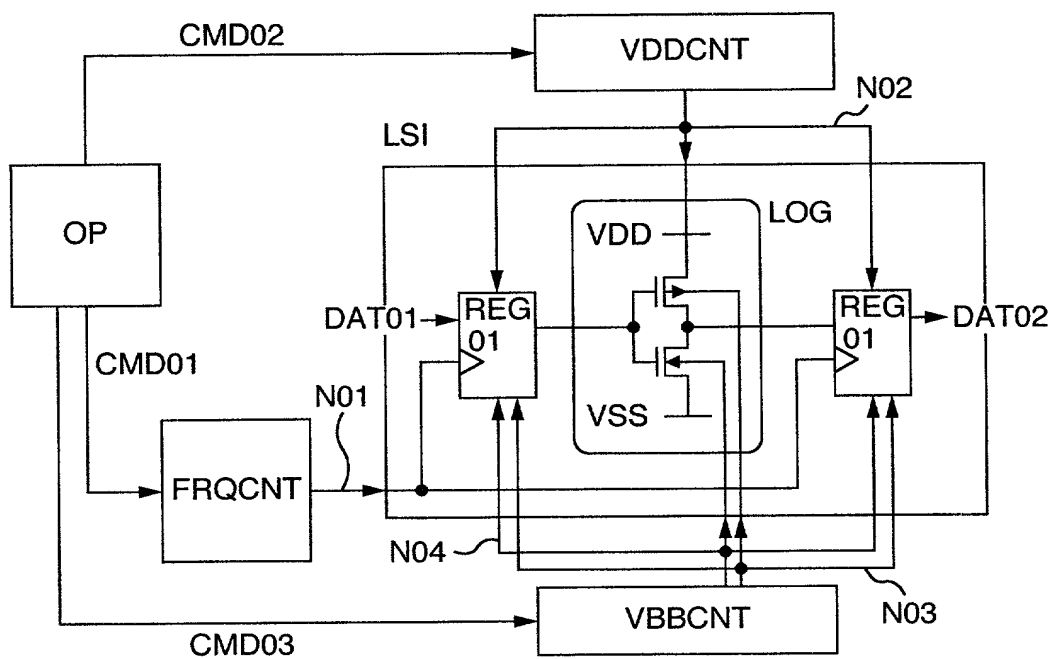 CMD02
VDDCNT
N02
LSI
OP
LOG
VDD
DAT01
REG
01
REG
01
DAT02
CMD01
N01
VSS
FRQCNT
N04
N03
VBBCNT
CMD03